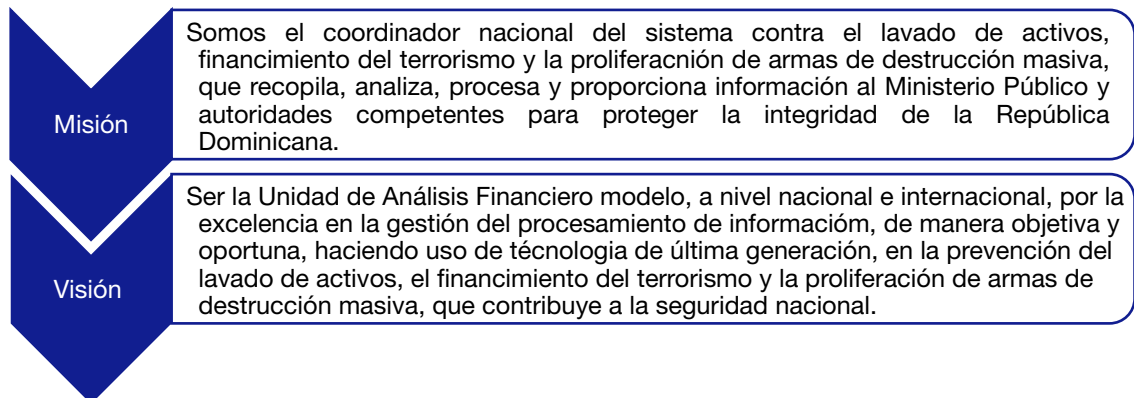 Misión
Somos el coordinador nacional del sistema contra el lavado de activos,
financimiento del terrorismo y la proliferacnión de armas de destrucción masiva,
que recopila, analiza, procesa y proporciona información al Ministerio Público y
autoridades competentes para proteger la integridad de la República
Dominicana.
Visión
Ser la Unidad de Análisis Financiero modelo, a nivel nacional e internacional, por la
excelencia en la gestión del procesamiento de informacióm, de manera objetiva y
oportuna, haciendo uso de técnologia de última generación, en la prevención del
lavado de activos, el financimiento del terrorismo y la proliferación de armas de
destrucción masiva, que contribuye a la seguridad nacional.